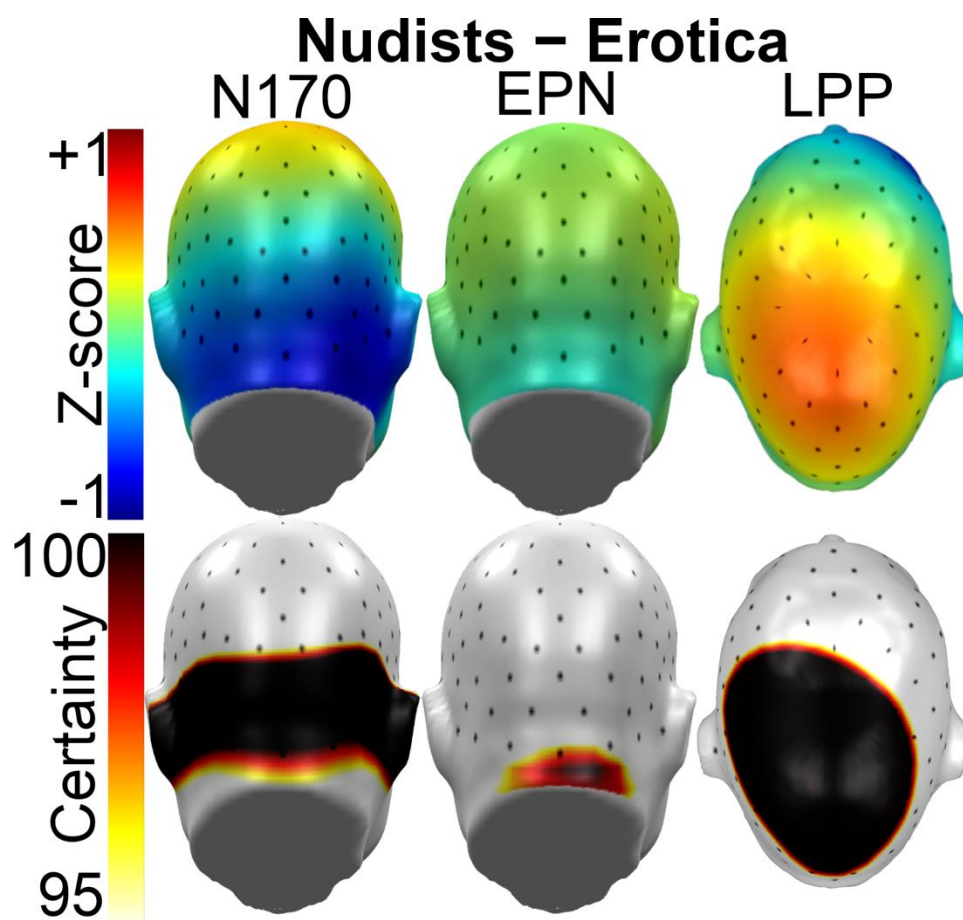 Nudists – Erotica
N170
EPN
LPP
+1
Z-score
-1
100
Certainty
95